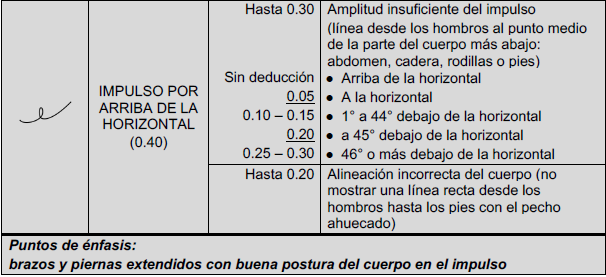 Hasta 0.30 Amplitud insuficiente del impulso
(línea desde los hombros al punto medio
de la parte del cuerpo más abajo:
abdomen, cadera, rodillas o pies)
IMPULSO POR
ARRIBA DE LA
HORIZONTAL
(0.40)
Sin deducción ● Arriba de la horizontal
0.05 ● A la horizontal
0.10 – 0.15 ● 1° a 44° debajo de la horizontal
0.20 ● a 45° debajo de la horizontal
0.25 – 0.30 ● 46° o más debajo de la horizontal
Hasta 0.20 Alineación incorrecta del cuerpo (no
mostrar una línea recta desde los
hombros hasta los pies con el pecho
ahuecado)
Puntos de énfasis:
brazos y piernas extendidos con buena postura del cuerpo en el impulso